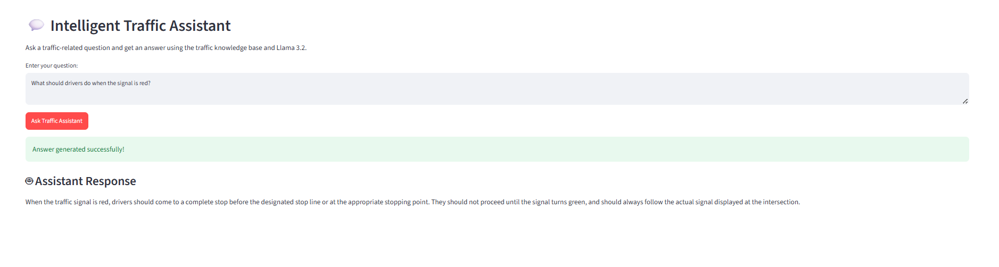 Intelligent Traffic Assistant
Ask a traffic-related question and get an answer using the traffic knowledge base and Llama 3.2.
Enter your question:
What should drivers do when the signal is red?
Ask Traffic Assistant
Answer generated successfully!
Assistant Response
When the traffic signal is red, drivers should come to a complete stop before the designated stop line or at the appropriate stopping point. They should not proceed until the signal turns green, and should always follow the actual signal displayed at the intersection.